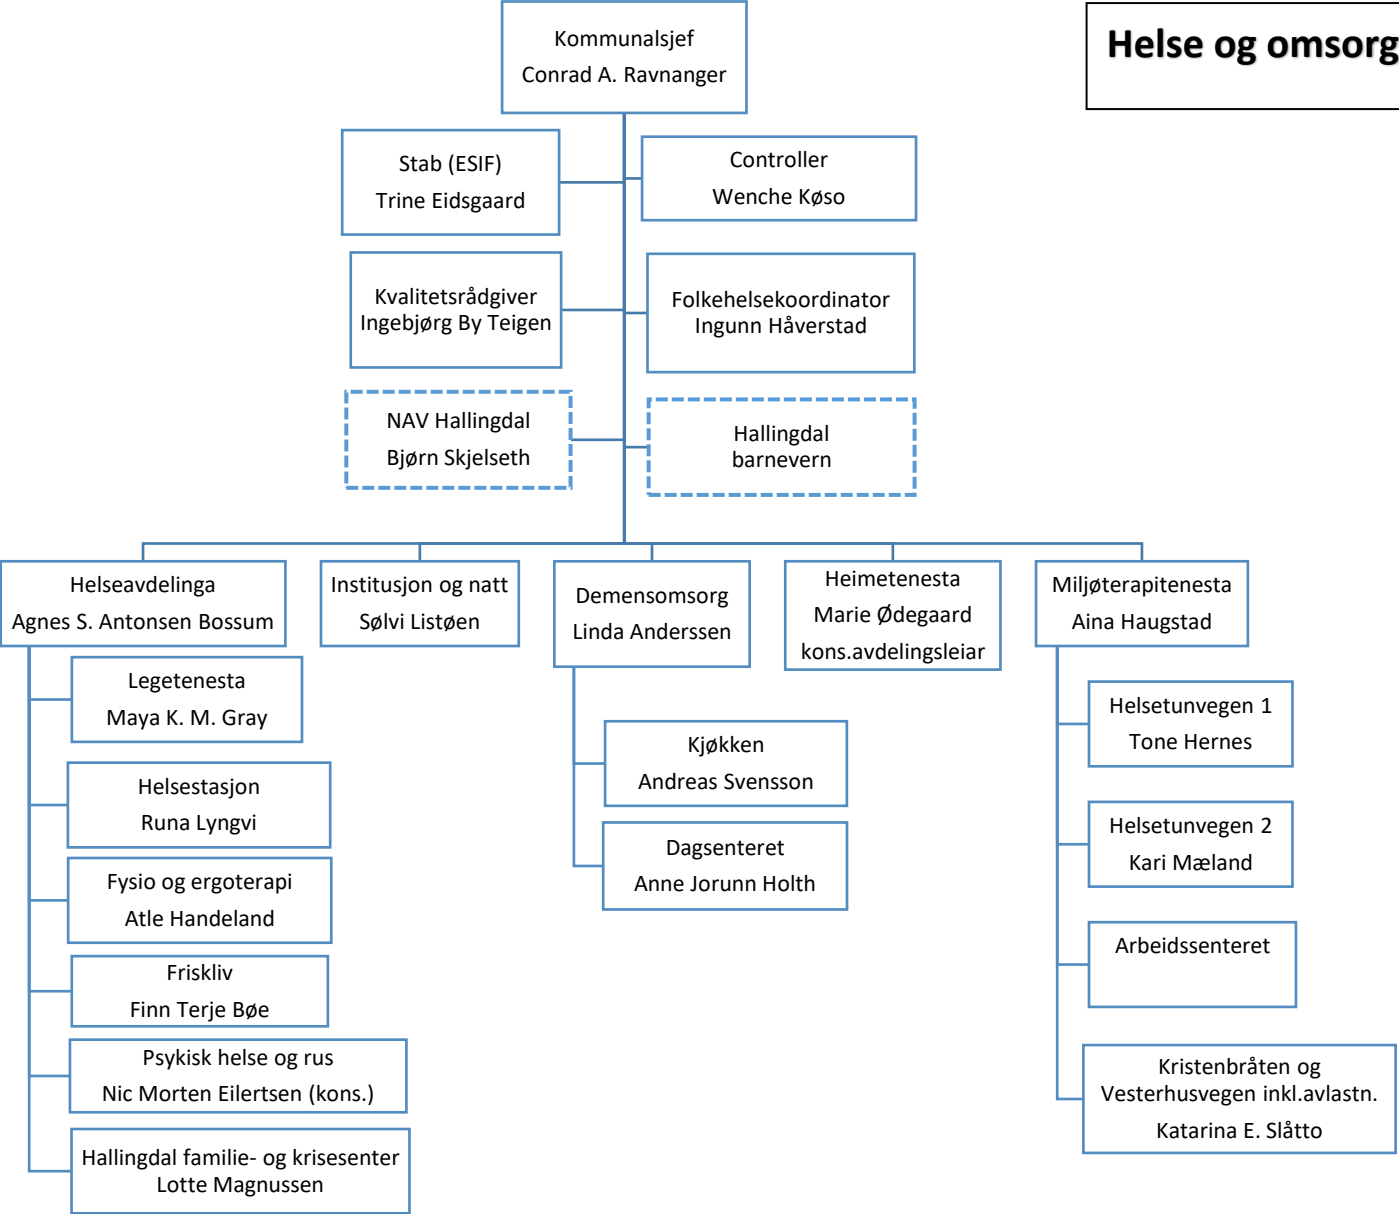 Helse og omsorg
Kommunalsjef
Conrad A. Ravnanger
Stab (ESIF)
Trine Eidsgaard
Controller
Wenche Køso
Kvalitetsrådgiver
Ingebjørg By Teigen
Folkehelsekoordinator
Ingunn Håverstad
NAV Hallingdal
Bjørn Skjelseth
Hallingdal
barnevern
Helseavdelinga
Agnes S. Antonsen Bossum
Legetenesta
Maya K. M. Gray
Helsestasjon
Runa Lyngvi
Fysio og ergoterapi
Atle Handeland
Friskliv
Finn Terje Bøe
Psykisk helse og rus
Nic Morten Eilertsen (kons.)
Hallingdal familie- og krisesenter
Lotte Magnussen
Institusjon og natt
Sølvi Listøen
Demensomsorg
Linda Anderssen
Kjøkken
Andreas Svensson
Dagsenteret
Anne Jorunn Holth
Heimetenesta
Marie Ødegaard
kons.avdelingsleiar
Miljøterapitenesta
Aina Haugstad
Helsetunvegen 1
Tone Hernes
Helsetunvegen 2
Kari Mæland
Arbeidssenteret
Kristenbråten og
Vesterhusvegen inkl.avlastn.
Katarina E. Slåtto